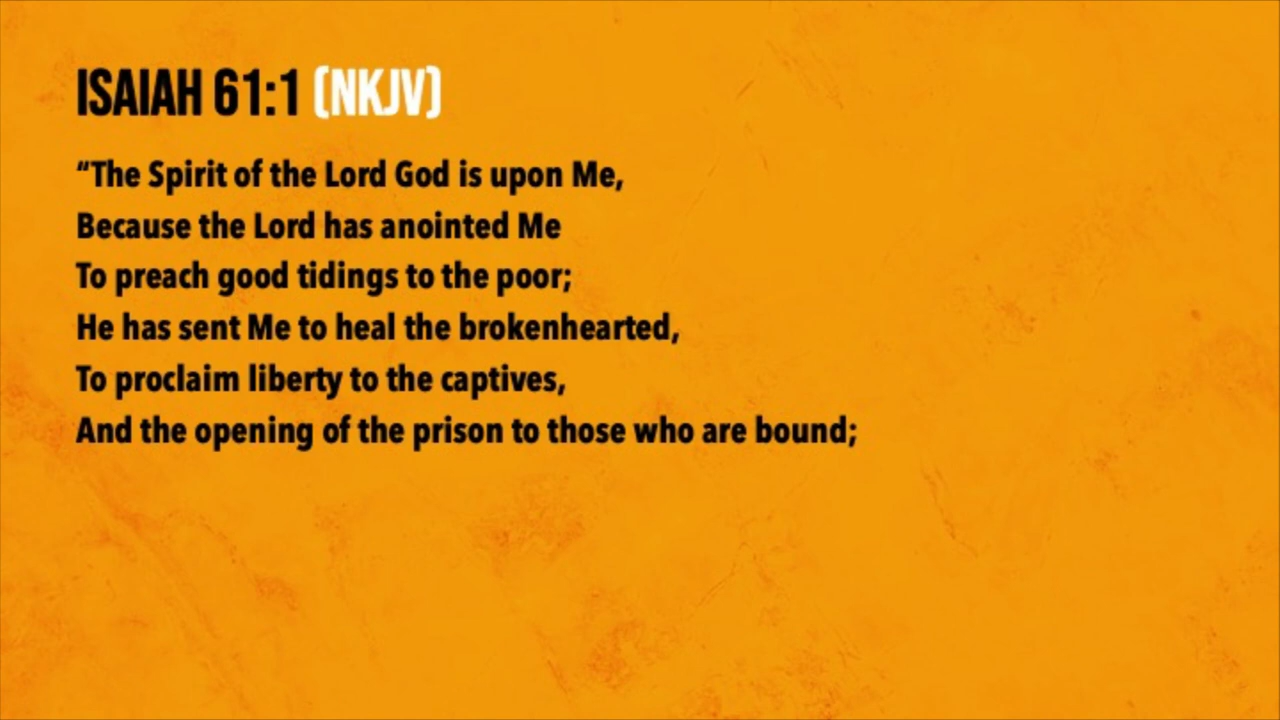 ISAIAH 61:1 (NKJV)
“The Spirit of the Lord God is upon Me,
Because the Lord has anointed Me
To preach good tidings to the poor;
He has sent Me to heal the brokenhearted,
To proclaim liberty to the captives,
And the opening of the prison to those who are bound;